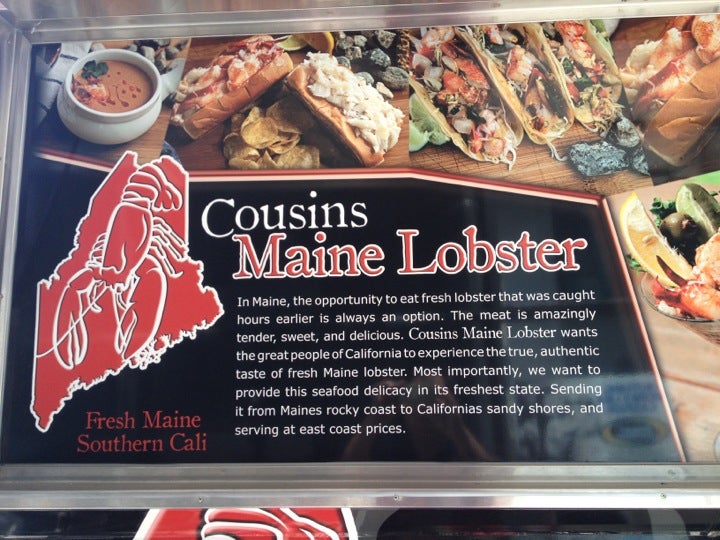 Cousins
Maine Lobster
In Maine, the opportunity to eat fresh lobster that was caught
hours earlier is always an option. The meat is amazingly
tender, sweet, and delicious. Cousins Maine Lobster wants
the great people of California to experience the true, authentic
taste of fresh Maine lobster. Most importantly, we want to
provide this seafood delicacy in its freshest state. Sending
it from Maines rocky coast to Californias sandy shores, and
serving at east coast prices.
Fresh Maine
Southern Cali